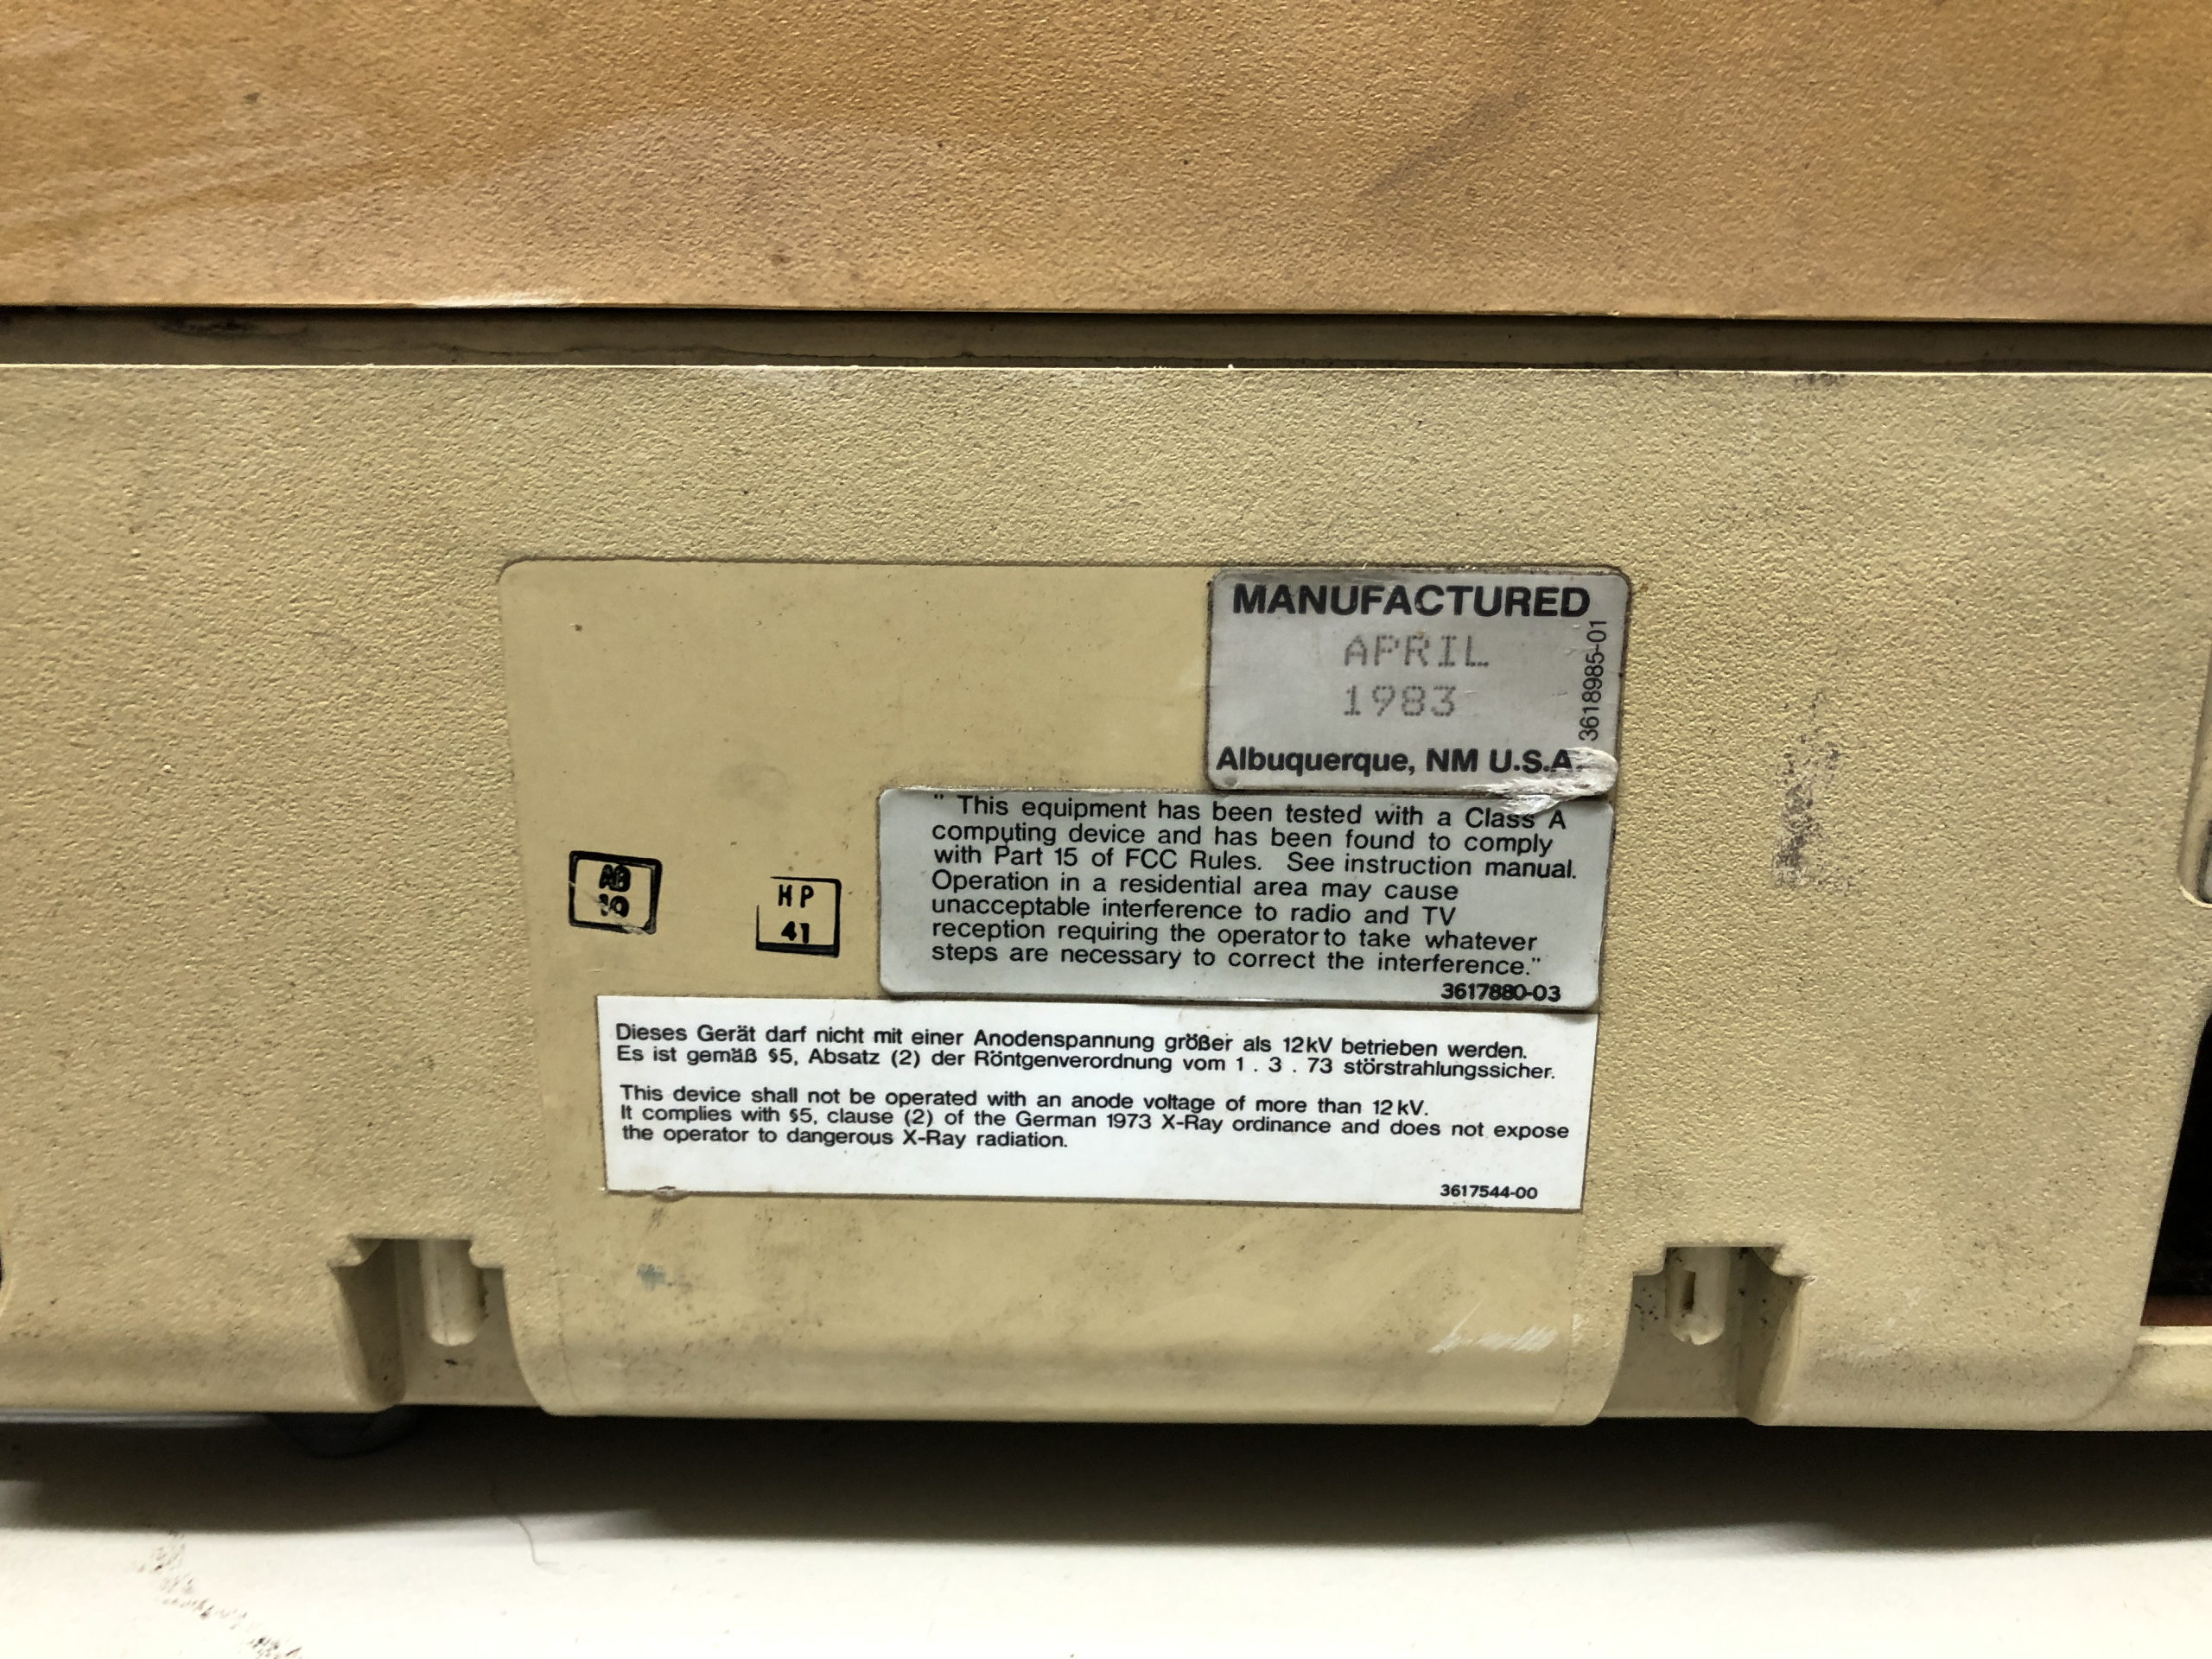 MANUFACTURED
APRIL
1983
3618985-01
Albuquerque, NM U.S.A.
" This equipment has been tested with a Class A
computing device and has been found to comply
with Part 15 of FCC Rules. See instruction manual.
Operation in a residential area may cause
unacceptable interference to radio and TV
reception requiring the operator to take whatever
steps are necessary to correct the interference."
3617880-03
HP
41
Dieses Gerät darf nicht mit einer Anodenspannung größer als 12kV betrieben werden.
Es ist gemäß §5, Absatz (2) der Röntgenverordnung vom 1 . 3 . 73 störstrahlungssicher.
This device shall not be operated with an anode voltage of more than 12 kV.
It complies with §5, clause (2) of the German 1973 X-Ray ordinance and does not expose
the operator to dangerous X-Ray radiation.
3617544-00